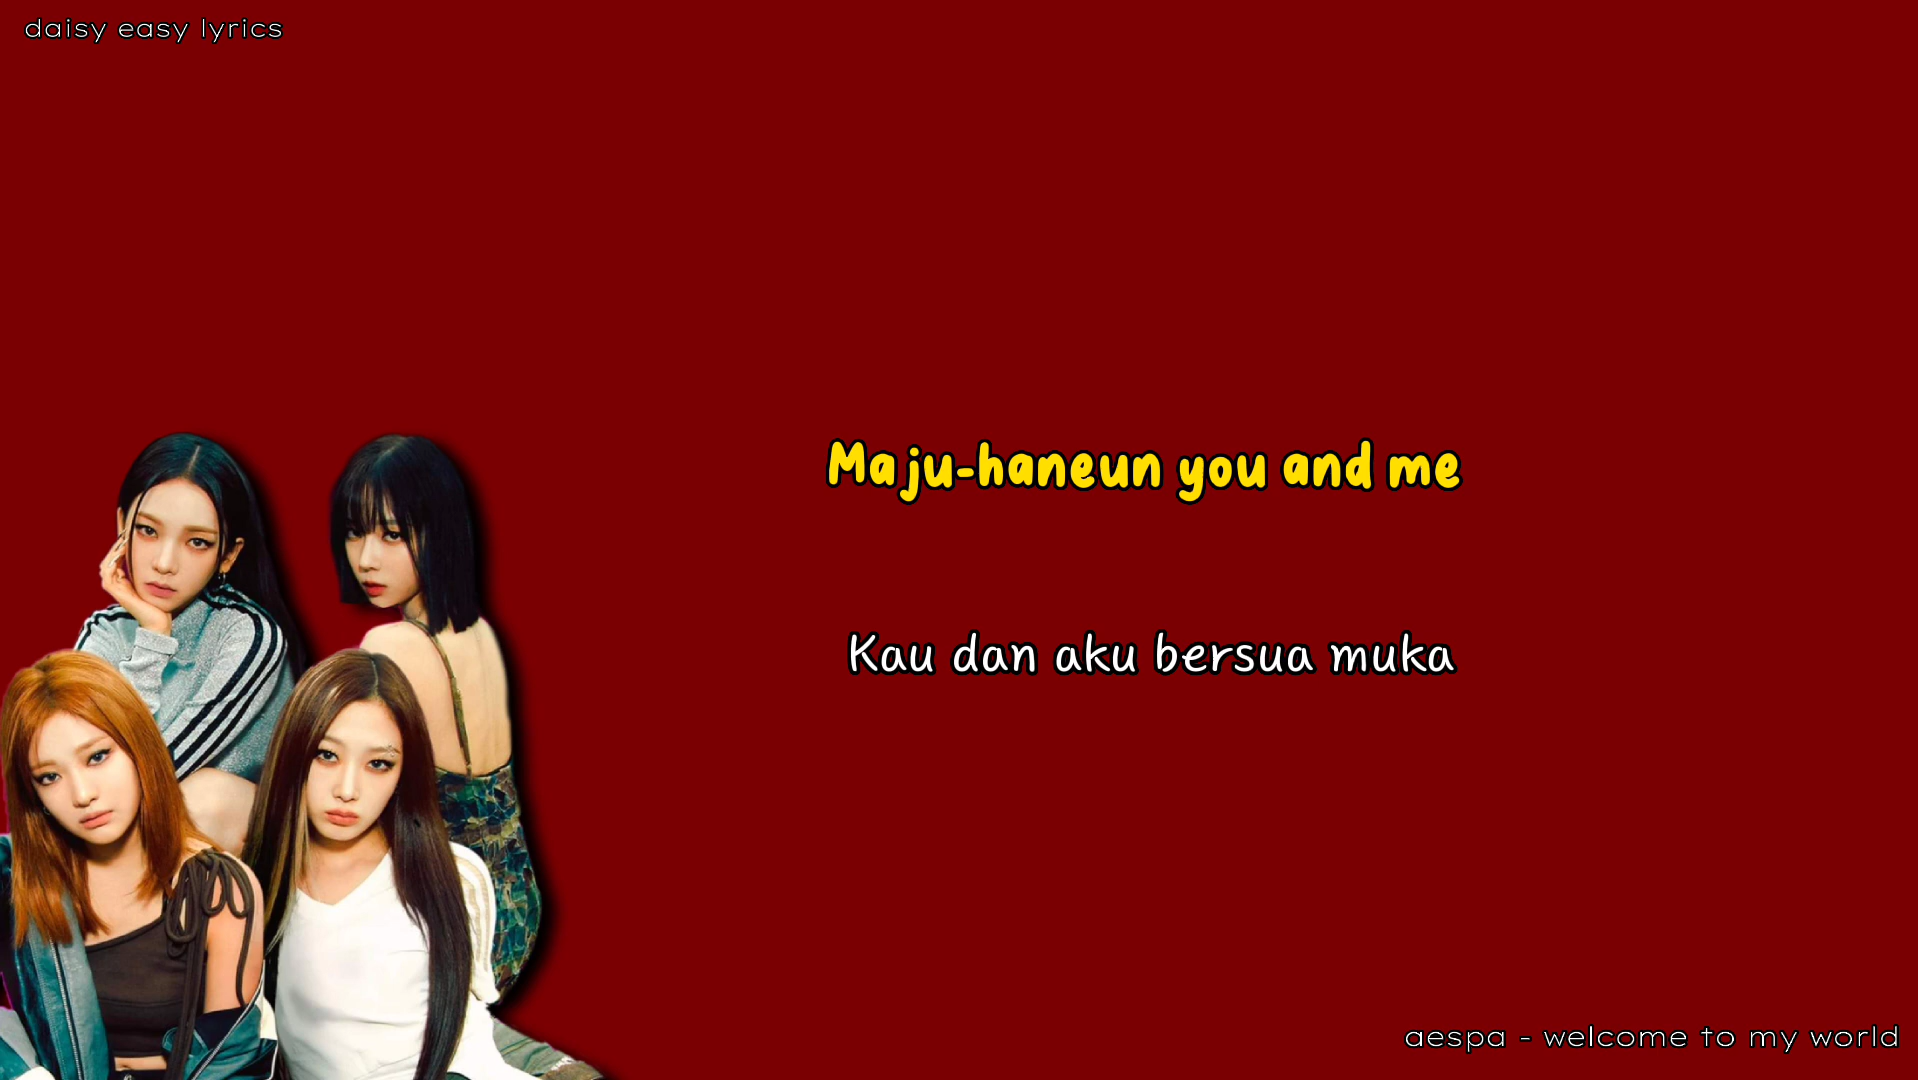 daisy easy lyrics
Maju-haneun you and me
Kau dan aku bersua muka
aespa - welcome to my world